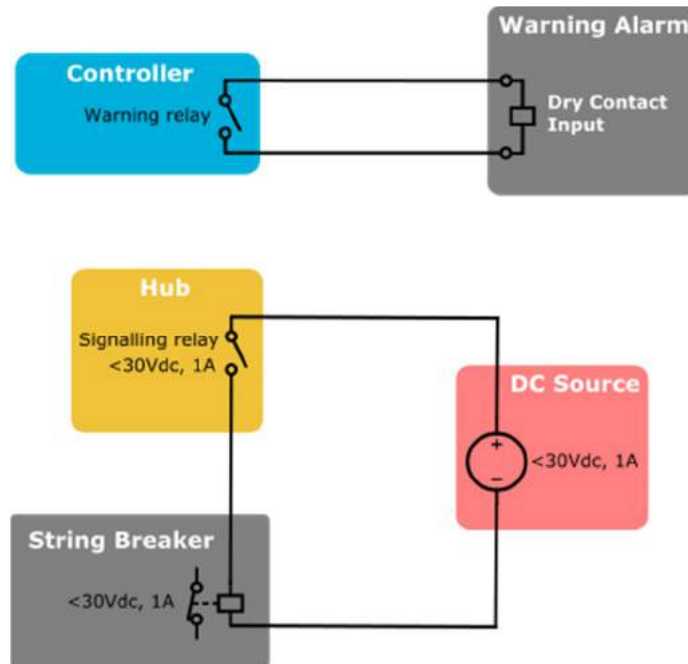 Warning Alarm
Controller
Warning relay
Dry Contact
Input
Hub
Signalling relay
<30Vdc, 1A
DC Source
+
<30Vdc, 1A
−
String Breaker
<30Vdc, 1A